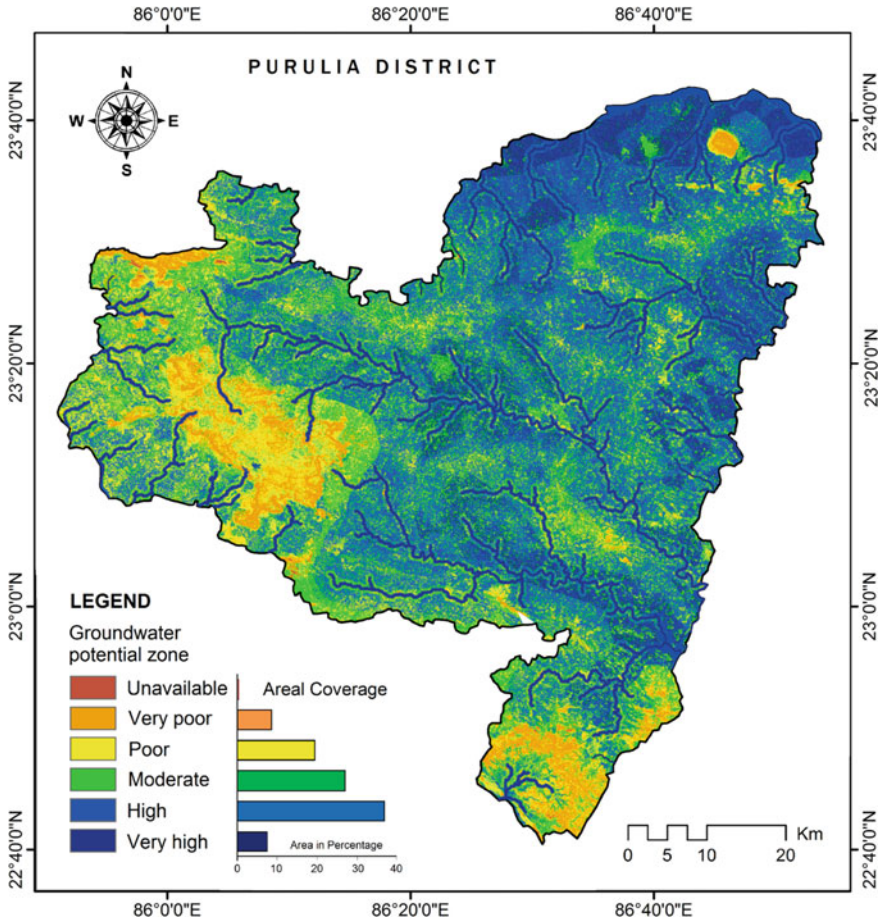 86°0'0"E 86°20'0"E 86°40'0"E
PURULIA DISTRICT
N
W E
S
23°40'0"N 23°40'0"N
23°20'0"N 23°20'0"N
23°0'0"N 23°0'0"N
LEGEND
Groundwater
potential zone
Unavailable
Very poor
Poor
Moderate
High
Very high
Areal Coverage
Area in Percentage
0 10 20 30 40
Km
0 5 10 20
22°40'0"N 22°40'0"N
86°0'0"E 86°20'0"E 86°40'0"E